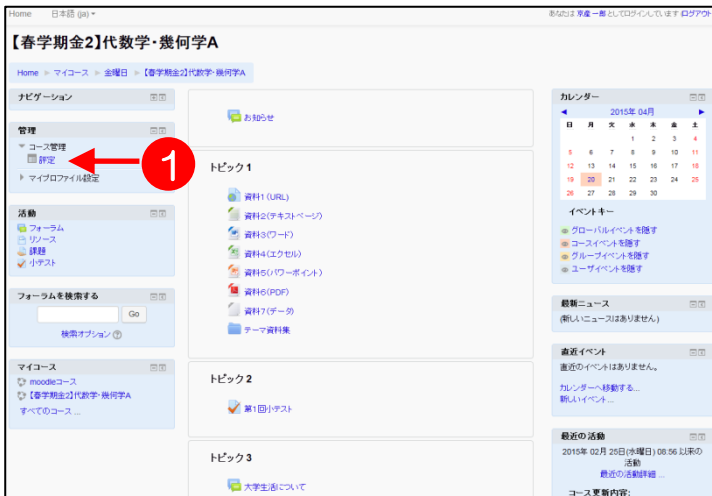 Home 日本語 (ja)
あなたは 京産 一郎 としてログインしています (ログアウト
【春学期金2】代数学・幾何学A
Home マイコース 金曜日 【春学期金2】代数学・幾何学A
ナビゲーション
管理
コース管理
評定
マイプロファイル設定
1
活動
フォーラム
リソース
課題
小テスト
フォーラムを検索する
Go
検索オプション
マイコース
moodleコース
【春学期金2】代数学・幾何学A
すべてのコース ...
お知らせ
トピック 1
資料1 (URL)
資料2(テキストページ)
資料3(ワード)
資料4(エクセル)
資料5(パワーポイント)
資料6(PDF)
資料7(データ)
テーマ資料集
トピック 2
第1回小テスト
トピック 3
大学生活について
カレンダー
2015年 04月
日 月 火 水 木 金 土
1 2 3 4
5 6 7 8 9 10 11
12 13 14 15 16 17 18
19 20 21 22 23 24 25
26 27 28 29 30
イベントキー
グローバルイベントを隠す
コースイベントを隠す
グループイベントを隠す
ユーザイベントを隠す
最新ニュース
(新しいニュースはありません)
直近イベント
直近のイベントはありません。
カレンダーへ移動する...
新しいイベント...
最近の活動
2015年 02月 25日(水曜日) 08:56 以来の
活動
最近の活動詳細 ...
コース更新内容: